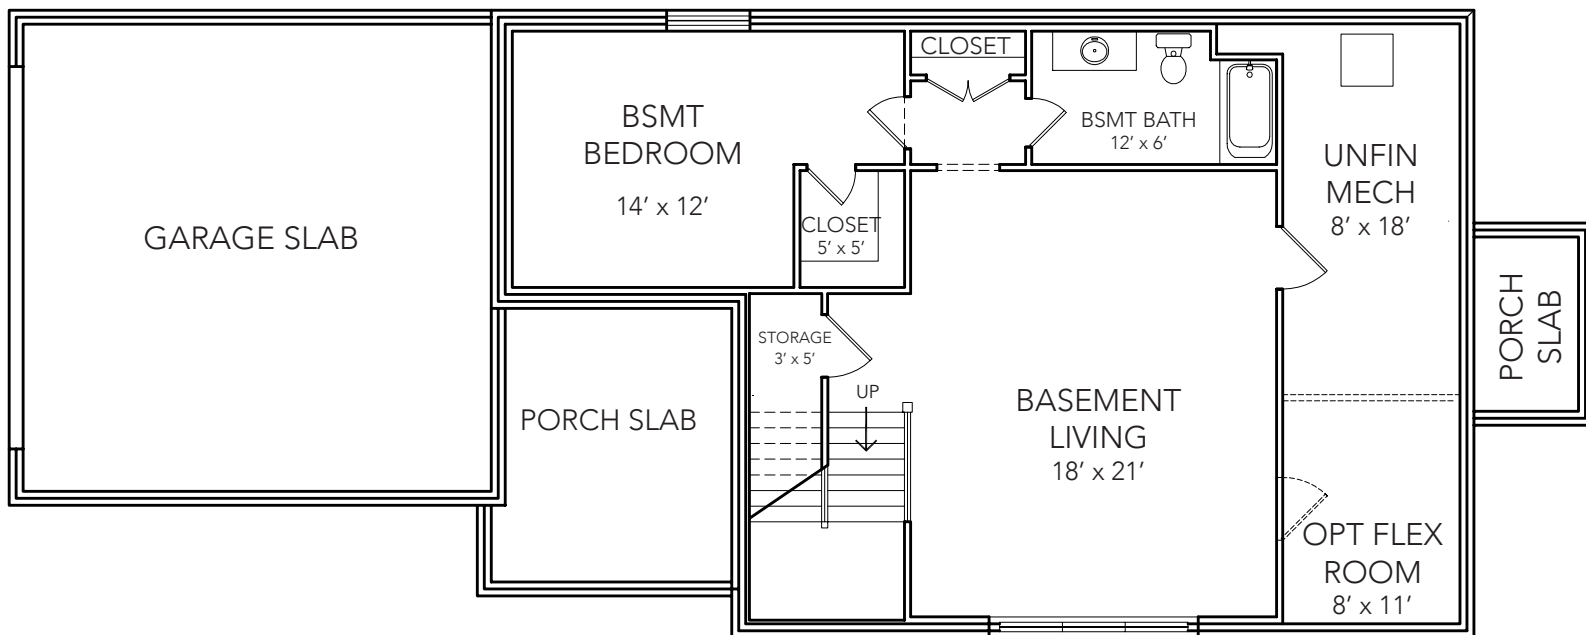 CLOSET
BSMT
BEDROOM
14’ x 12’
BSMT BATH
12’ x 6’
UNFIN
MECH
8’ x 18’
CLOSET
5’ x 5’
GARAGE SLAB
PORCH
SLAB
STORAGE
3’ x 5’
UP
PORCH SLAB
BASEMENT
LIVING
18’ x 21’
OPT FLEX
ROOM
8’ x 11’